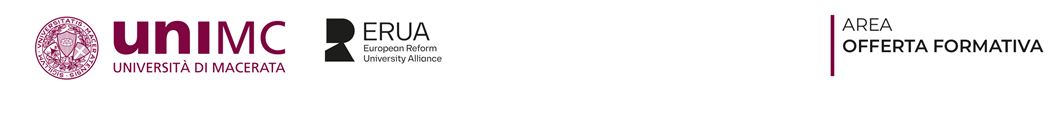 uniMC
UNIVERSITÀ DI MACERATA
ERUA
European Reform
University Alliance
AREA
OFFERTA FORMATIVA